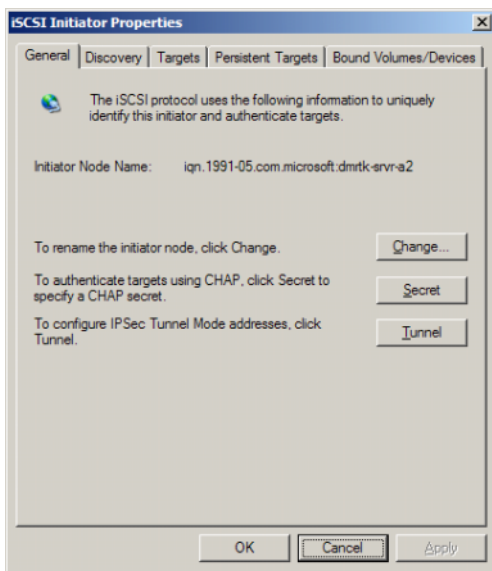 iSCSI Initiator Properties
General Discovery Targets Persistent Targets Bound Volumes/Devices
The iSCSI protocol uses the following information to uniquely
identify this initiator and authenticate targets.
Initiator Node Name: iqn.1991-05.com.microsoft:dmrtk-srvr-a2
To rename the initiator node, click Change. Change...
To authenticate targets using CHAP, click Secret to
specify a CHAP secret. Secret
To configure IPSec Tunnel Mode addresses, click
Tunnel. Tunnel
OK Cancel Apply